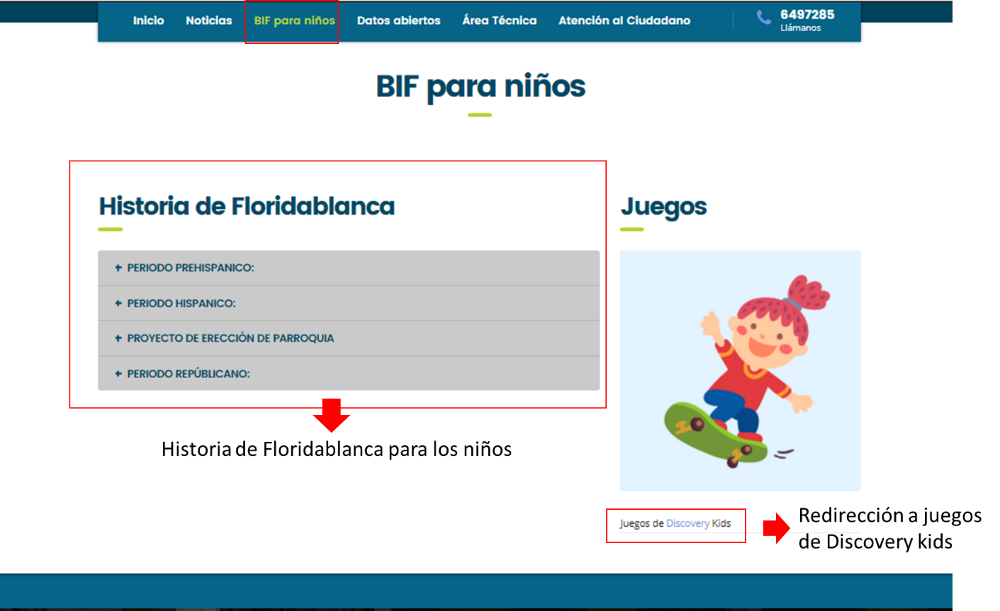 Inicio Noticias BIF para niños Datos abiertos Área Técnica Atención al Ciudadano 6497285
Llámanos
BIF para niños
Historia de Floridablanca
+ PERIODO PREHISPANICO:
+ PERIODO HISPANICO:
+ PROYECTO DE ERECCIÓN DE PARROQUIA
+ PERIODO REPÚBLICANO:
Historia de Floridablanca para los niños
Juegos
Juegos de Discovery Kids
Redirección a juegos
de Discovery kids